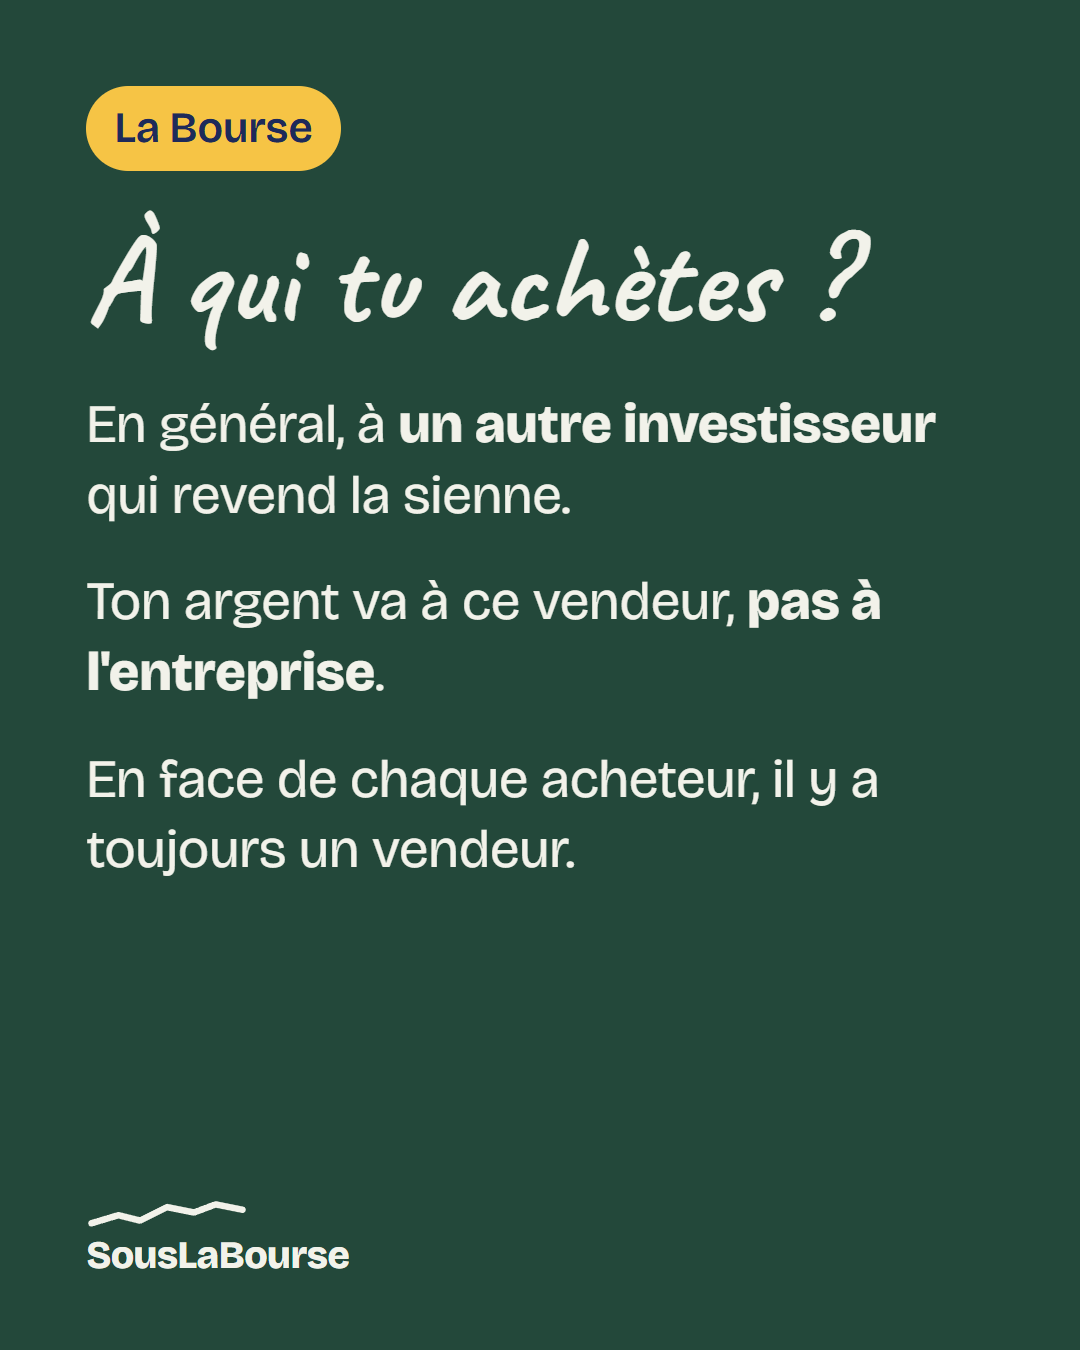 La Bourse
À qui tu achètes ?
En général, à un autre investisseur
qui revend la sienne.
Ton argent va à ce vendeur, pas à
l'entreprise.
En face de chaque acheteur, il y a
toujours un vendeur.
SousLaBourse